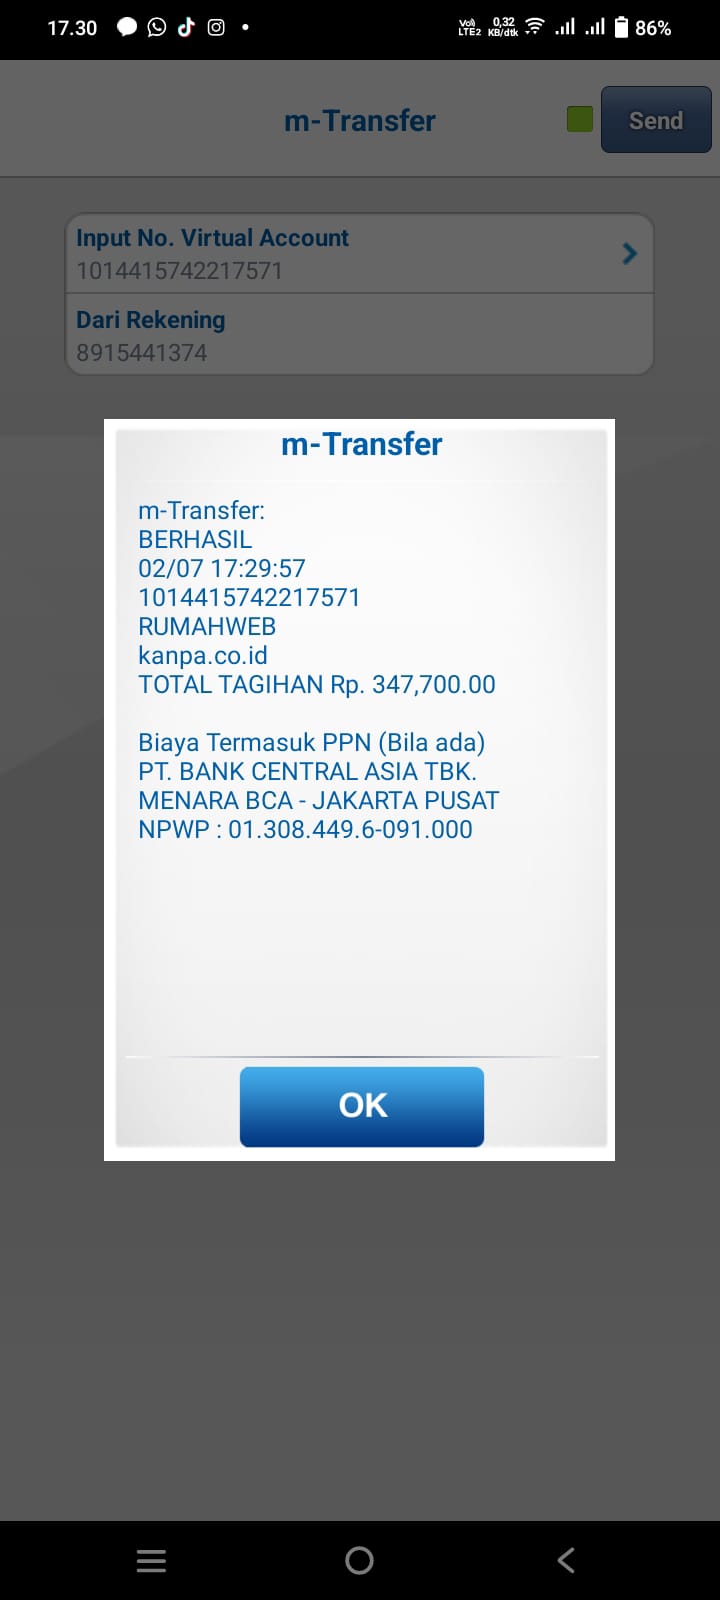 17.30
Vo))
LTE2
0,32
KB/dtk
86%
m-Transfer
Send
Input No. Virtual Account
1014415742217571
Dari Rekening
8915441374
m-Transfer
m-Transfer:
BERHASIL
02/07 17:29:57
1014415742217571
RUMAHWEB
kanpa.co.id
TOTAL TAGIHAN Rp. 347,700.00
Biaya Termasuk PPN (Bila ada)
PT. BANK CENTRAL ASIA TBK.
MENARA BCA - JAKARTA PUSAT
NPWP : 01.308.449.6-091.000
OK